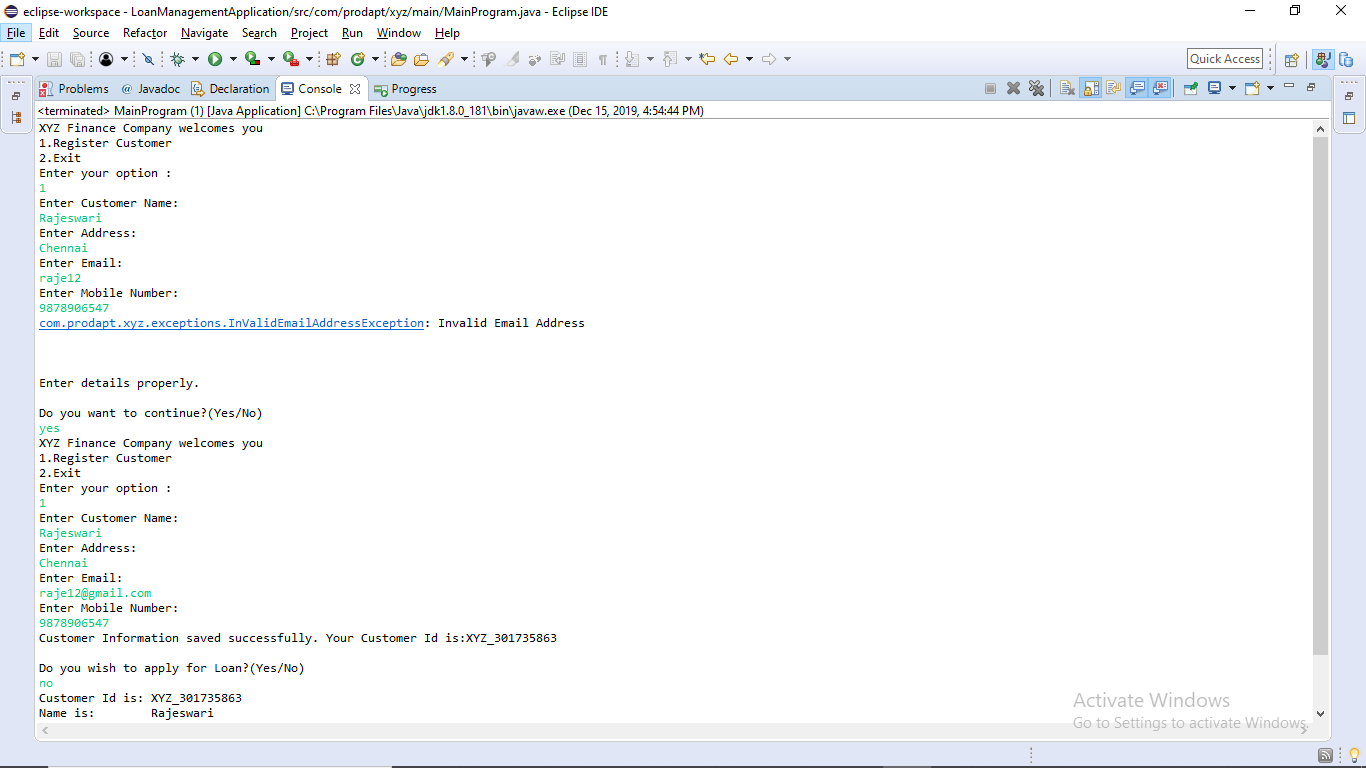 eclipse-workspace - LoanManagementApplication/src/com/prodapt/xyz/main/MainProgram.java - Eclipse IDE
File Edit Source Refactor Navigate Search Project Run Window Help
Quick Access
Problems @ Javadoc Declaration Console Progress
<terminated> MainProgram (1) [Java Application] C:\Program Files\Java\jdk1.8.0_181\bin\javaw.exe (Dec 15, 2019, 4:54:44 PM)
XYZ Finance Company welcomes you
1.Register Customer
2.Exit
Enter your option :
1
Enter Customer Name:
Rajeswari
Enter Address:
Chennai
Enter Email:
raje12
Enter Mobile Number:
9878906547
com.prodapt.xyz.exceptions.InValidEmailAddressException: Invalid Email Address
Enter details properly.
Do you want to continue?(Yes/No)
yes
XYZ Finance Company welcomes you
1.Register Customer
2.Exit
Enter your option :
1
Enter Customer Name:
Rajeswari
Enter Address:
Chennai
Enter Email:
raje12@gmail.com
Enter Mobile Number:
9878906547
Customer Information saved successfully. Your Customer Id is:XYZ_301735863
Do you wish to apply for Loan?(Yes/No)
no
Customer Id is: XYZ_301735863
Name is: Rajeswari
Activate Windows
Go to Settings to activate Windows.